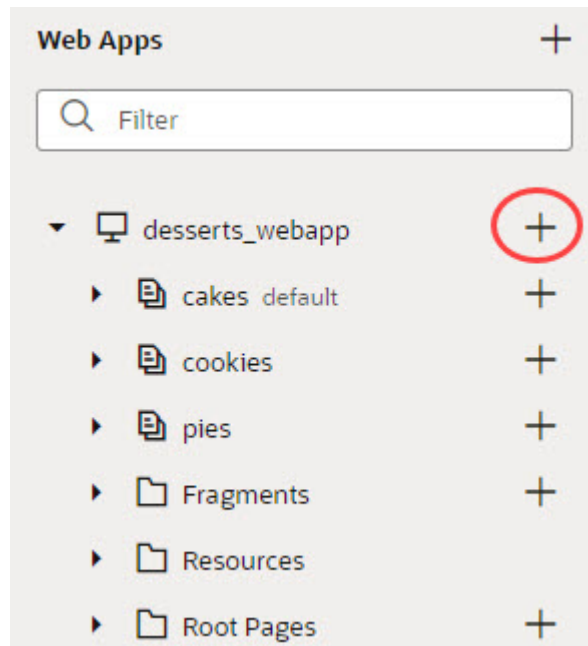 Web Apps
Filter
desserts_webapp
cakes default
cookies
pies
Fragments
Resources
Root Pages